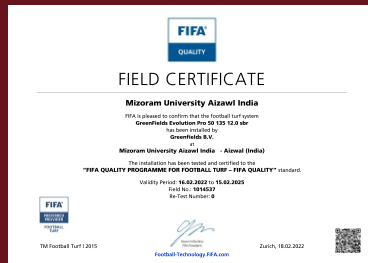 FIFA®
QUALITY
FIELD CERTIFICATE
Mizoram University Aizawl India
FIFA is pleased to confirm that the football turf system
GreenFields Evolution Pro 50 135 12.0 sbr
has been installed by
Greenfields B.V.
at
Mizoram University Aizawl India - Aizwal (India)
The installation has been tested and certified to the
"FIFA QUALITY PROGRAMME FOR FOOTBALL TURF – FIFA QUALITY" standard.
Validity Period: 16.02.2022 to 15.02.2025
Field No.: 1014537
Re-Test Number: 0
FIFA®
PREFERRED
PROVIDER
FOOTBALL
TURF
TM Football Turf I 2015
Zurich, 18.02.2022
Football-Technology.FIFA.com